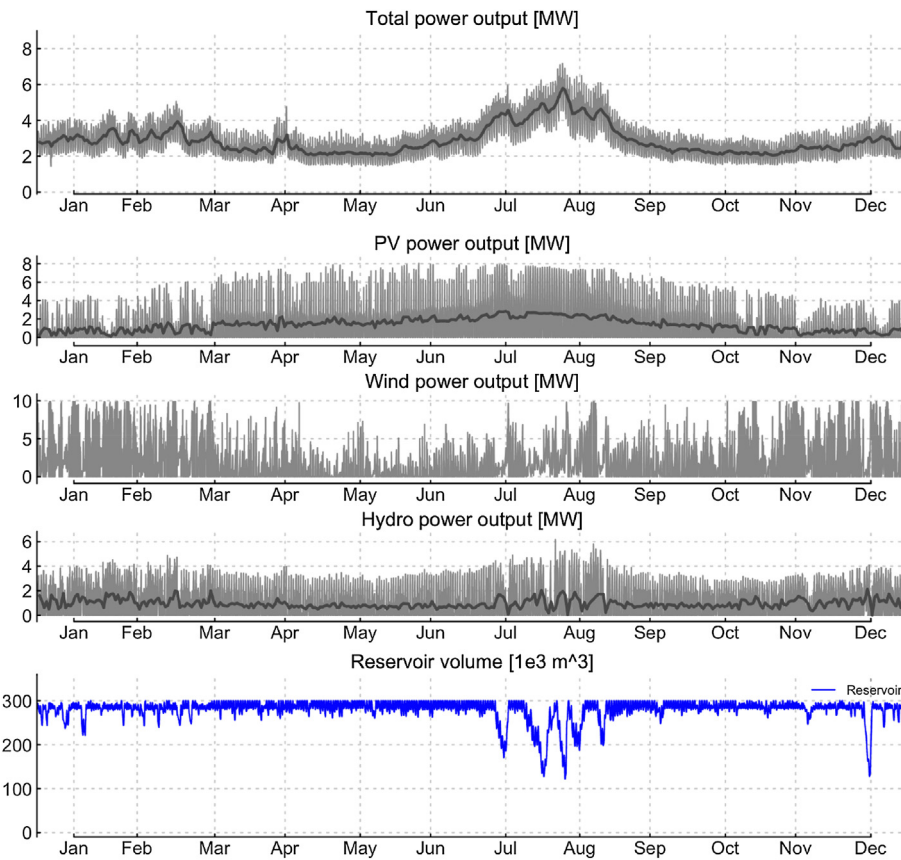 Total power output [MW]
8
6
4
2
0
Jan Feb Mar Apr May Jun Jul Aug Sep Oct Nov Dec
PV power output [MW]
8
6
4
2
0
Jan Feb Mar Apr May Jun Jul Aug Sep Oct Nov Dec
Wind power output [MW]
10
5
0
Jan Feb Mar Apr May Jun Jul Aug Sep Oct Nov Dec
Hydro power output [MW]
6
4
2
0
Jan Feb Mar Apr May Jun Jul Aug Sep Oct Nov Dec
Reservoir volume [1e3 m^3]
Reservoir
300
200
100
0
Jan Feb Mar Apr May Jun Jul Aug Sep Oct Nov Dec